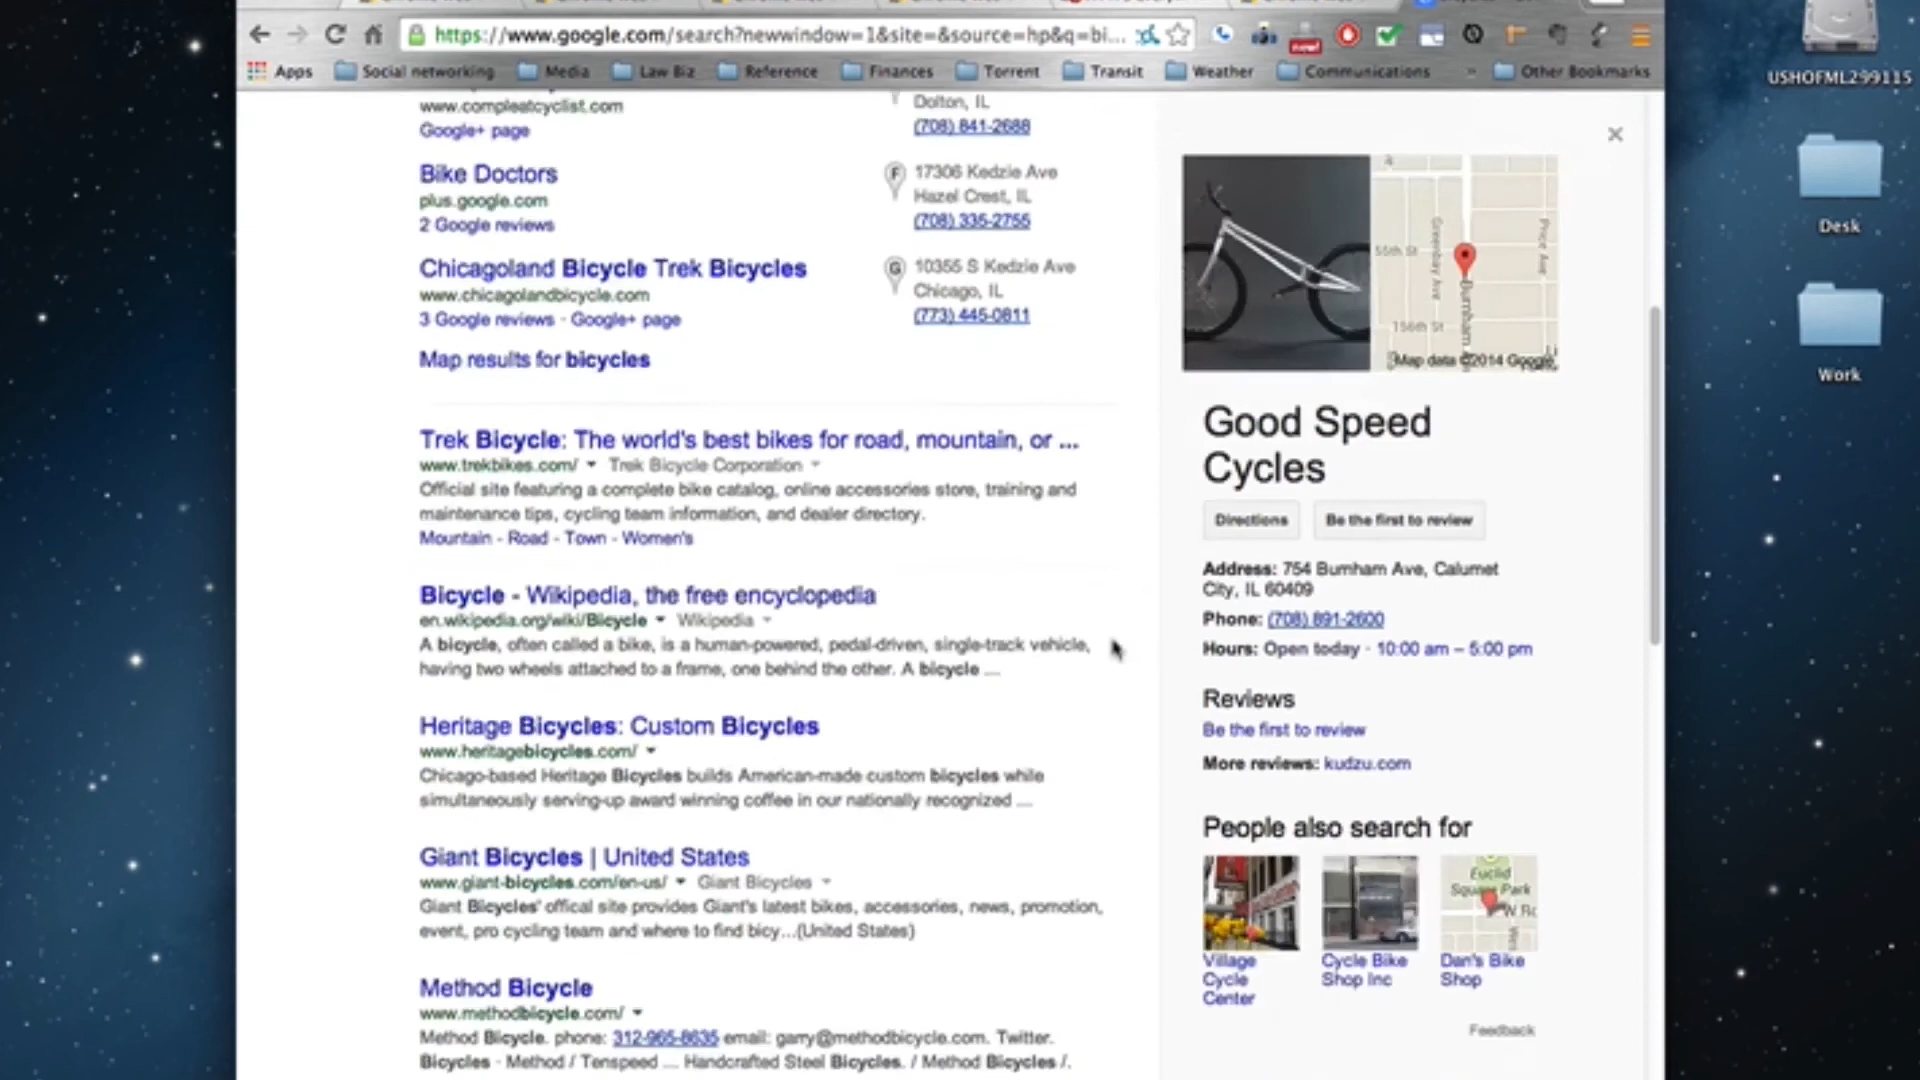 https://www.google.com/search?newwindow=1&site=&source=hp&q=bi...
new!
Apps Social networking Media Law Biz Reference Finances Torrent Transit Weather Communications » Other Bookmarks
USHOFML299115
Desk
Work
www.compleatcyclist.com
Google+ page
Dolton, IL
(708) 841-2688
Bike Doctors
plus.google.com
2 Google reviews
F
17306 Kedzie Ave
Hazel Crest, IL
(708) 335-2755
Chicagoland Bicycle Trek Bicycles
www.chicagolandbicycle.com
3 Google reviews · Google+ page
G
10355 S Kedzie Ave
Chicago, IL
(773) 445-0811
Map results for bicycles
Trek Bicycle: The world's best bikes for road, mountain, or ...
www.trekbikes.com/ Trek Bicycle Corporation
Official site featuring a complete bike catalog, online accessories store, training and
maintenance tips, cycling team information, and dealer directory.
Mountain - Road - Town - Women's
Bicycle - Wikipedia, the free encyclopedia
en.wikipedia.org/wiki/Bicycle Wikipedia
A bicycle, often called a bike, is a human-powered, pedal-driven, single-track vehicle,
having two wheels attached to a frame, one behind the other. A bicycle ...
Heritage Bicycles: Custom Bicycles
www.heritagebicycles.com/
Chicago-based Heritage Bicycles builds American-made custom bicycles while
simultaneously serving-up award winning coffee in our nationally recognized ...
Giant Bicycles | United States
www.giant-bicycles.com/en-us/ Giant Bicycles
Giant Bicycles' offical site provides Giant's latest bikes, accessories, news, promotion,
event, pro cycling team and where to find bicy...(United States)
Method Bicycle
www.methodbicycle.com/
Method Bicycle. phone: 312-965-8635 email: garry@methodbicycle.com. Twitter.
Bicycles · Method / Tenspeed ... Handcrafted Steel Bicycles. / Method Bicycles /.
55th St
Greenbay Ave
Price Ave
Burnham
156th St
Map data ©2014 Google
Good Speed
Cycles
Directions
Be the first to review
Address: 754 Burnham Ave, Calumet
City, IL 60409
Phone: (708) 891-2600
Hours: Open today · 10:00 am – 5:00 pm
Reviews
Be the first to review
More reviews: kudzu.com
People also search for
Euclid
Square Park
Village
Cycle
Center
Cycle Bike
Shop Inc
Dan's Bike
Shop
Feedback